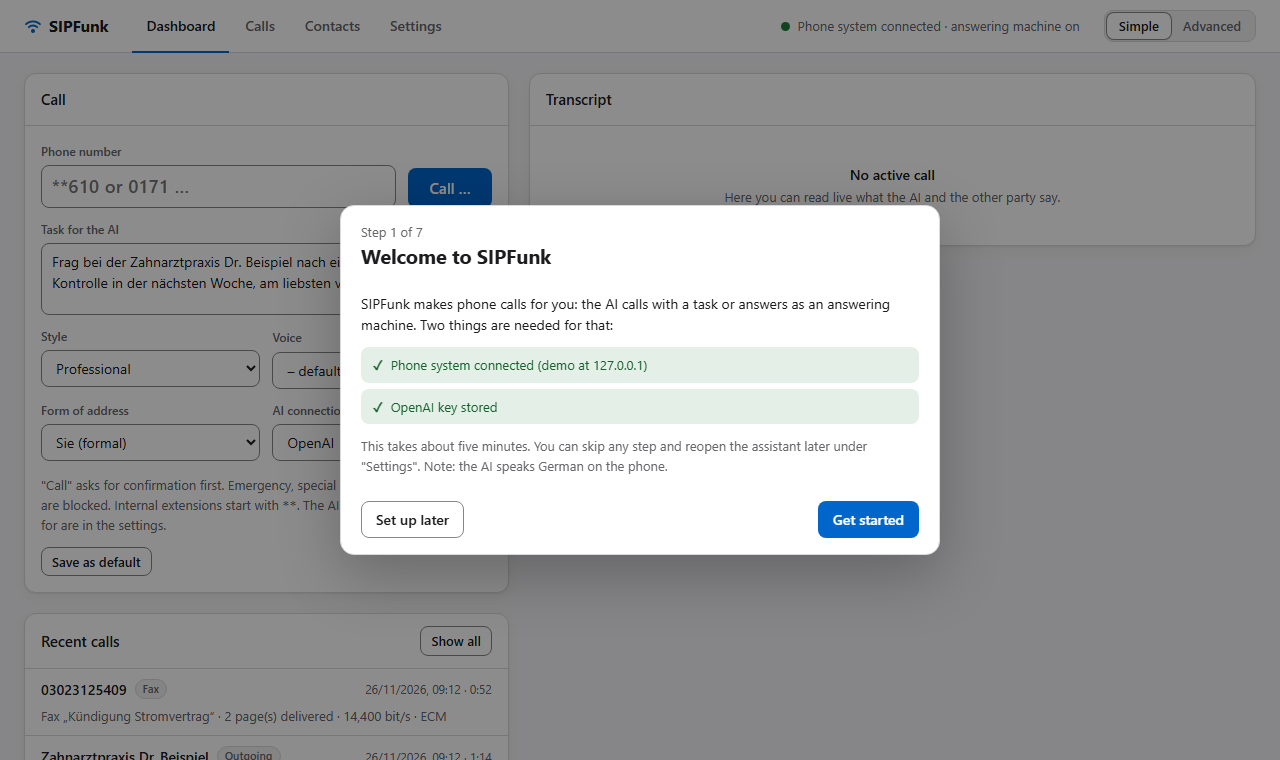 SIPFunk
Dashboard
Calls
Contacts
Settings
Phone system connected · answering machine on
Simple
Advanced
Call
Phone number
**610 or 0171 ...
Call ...
Task for the AI
Frag bei der Zahnarztpraxis Dr. Beispiel nach
Kontrolle in der nächsten Woche, am liebsten
Style
Voice
Professional
– default
Form of address
AI connection
Sie (formal)
OpenAI
"Call" asks for confirmation first. Emergency, special
are blocked. Internal extensions start with **. The AI
for are in the settings.
Save as default
Transcript
No active call
Here you can read live what the AI and the other party say.
Step 1 of 7
Welcome to SIPFunk
SIPFunk makes phone calls for you: the AI calls with a task or answers as an answering
machine. Two things are needed for that:
✓ Phone system connected (demo at 127.0.0.1)
✓ OpenAI key stored
This takes about five minutes. You can skip any step and reopen the assistant later under
"Settings". Note: the AI speaks German on the phone.
Set up later
Get started
Recent calls
Show all
03023125409 Fax 26/11/2026, 09:12 · 0:52
Fax „Kündigung Stromvertrag“ · 2 page(s) delivered · 14,400 bit/s · ECM
Zahnarztpraxis Dr. Beispiel Outgoing 26/11/2026, 09:12 · 1:14